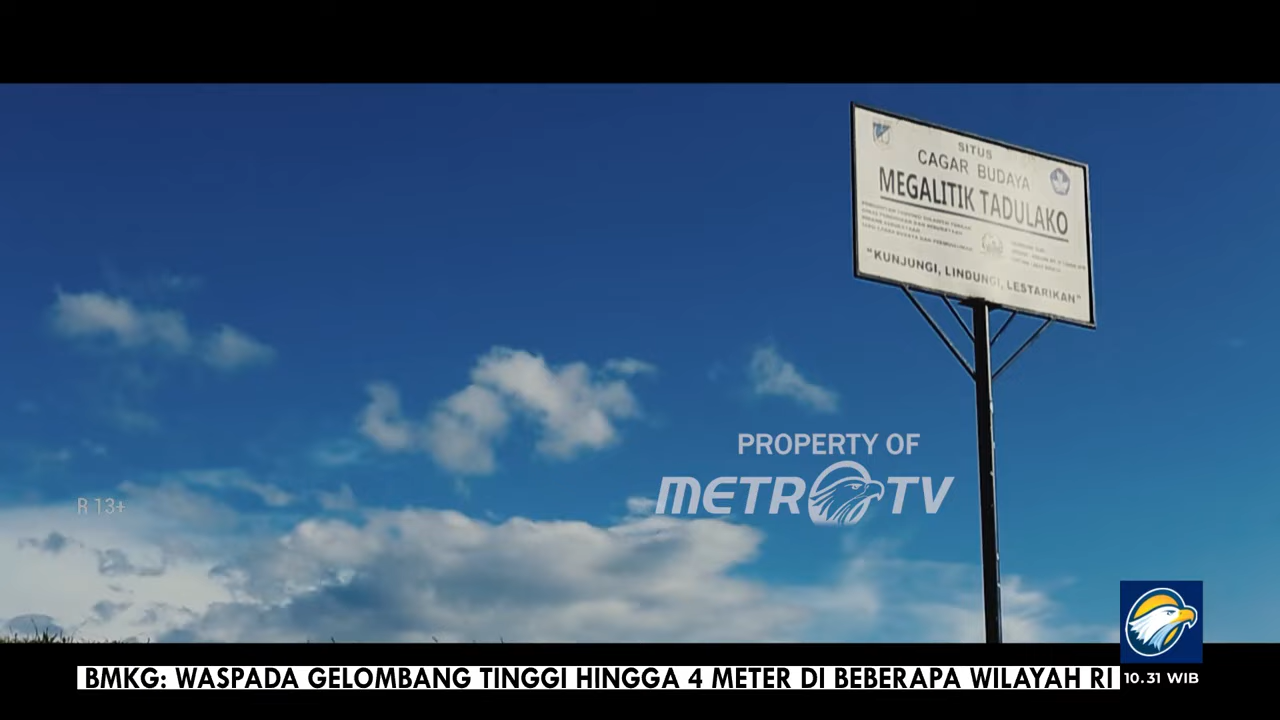 SITUS
CAGAR BUDAYA
MEGALITIK TADULAKO
"KUNJUNGI, LINDUNGI, LESTARIKAN"
PROPERTY OF
METRO TV
R 13+
BMKG: WASPADA GELOMBANG TINGGI HINGGA 4 METER DI BEBERAPA WILAYAH RI
10.31 WIB